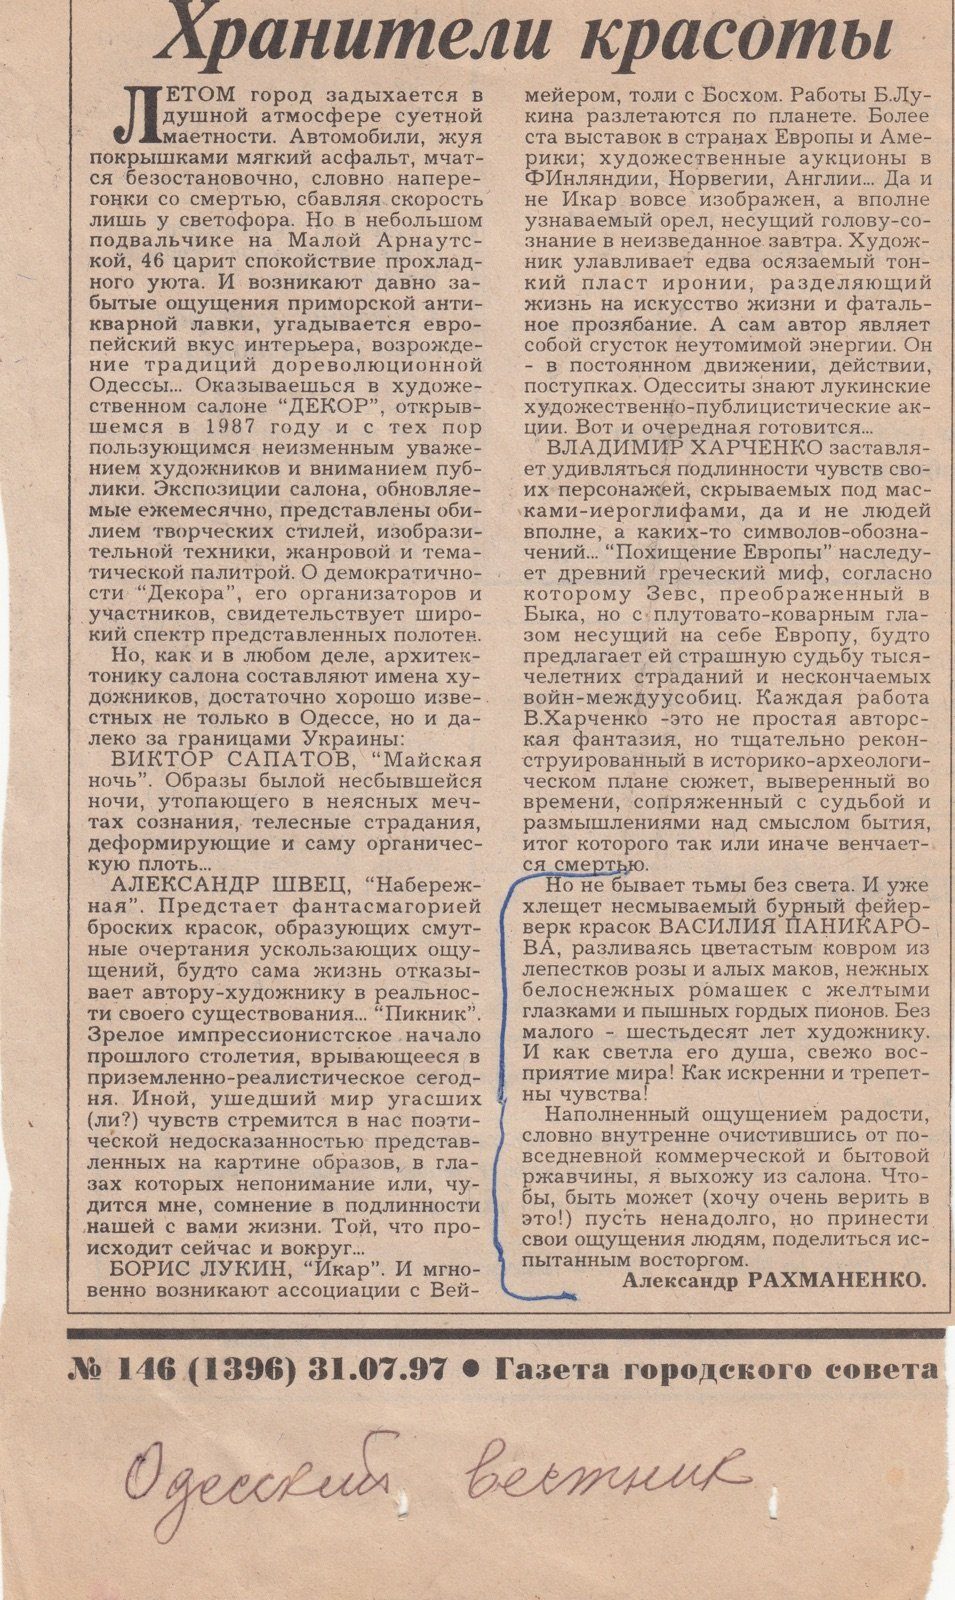 Хранители красоты
ЛЕТОМ город задыхается в
душной атмосфере суетной
маетности. Автомобили, жуя
покрышками мягкий асфальт, мчат-
ся безостановочно, словно напере-
гонки со смертью, сбавляя скорость
лишь у светофора. Но в небольшом
подвальчике на Малой Арнаутс-
кой, 46 царит спокойствие прохлад-
ного уюта. И возникают давно за-
бытые ощущения приморской анти-
кварной лавки, угадывается евро-
пейский вкус интерьера, возрожде-
ние традиций дореволюционной
Одессы... Оказываешься в художе-
ственном салоне “ДЕКОР”, открыв-
шемся в 1987 году и с тех пор
пользующимся неизменным уваже-
нием художников и вниманием пуб-
лики. Экспозиции салона, обновляе-
мые ежемесячно, представлены оби-
лием творческих стилей, изобрази-
тельной техники, жанровой и тема-
тической палитрой. О демократично-
сти “Декора”, его организаторов и
участников, свидетельствует широ-
кий спектр представленных полотен.
Но, как и в любом деле, архитек-
тонику салона составляют имена ху-
дожников, достаточно хорошо изве-
стных не только в Одессе, но и да-
леко за границами Украины:
ВИКТОР САПАТОВ, “Майская
ночь”. Образы былой несбывшейся
ночи, утопающего в неясных меч-
тах сознания, телесные страдания,
деформирующие и саму органичес-
кую плоть...
АЛЕКСАНДР ШВЕЦ, “Набереж-
ная”. Предстает фантасмагорией
броских красок, образующих смут-
ные очертания ускользающих ощу-
щений, будто сама жизнь отказы-
вает автору-художнику в реальнос-
ти своего существования... “Пикник”.
Зрелое импрессионистское начало
прошлого столетия, врывающееся в
приземленно-реалистическое сегод-
ня. Иной, ушедший мир угасших
(ли?) чувств стремится в нас поэти-
ческой недосказанностью представ-
ленных на картине образов, в гла-
зах которых непонимание или, чу-
дится мне, сомнение в подлинности
нашей с вами жизни. Той, что про-
исходит сейчас и вокруг...
БОРИС ЛУКИН, “Икар”. И мгно-
венно возникают ассоциации с Вей-
мейером, толи с Босхом. Работы Б.Лу-
кина разлетаются по планете. Более
ста выставок в странах Европы и Аме-
рики; художественные аукционы в
ФИнляндии, Норвегии, Англии... Да и
не Икар вовсе изображен, а вполне
узнаваемый орел, несущий голову-со-
знание в неизведанное завтра. Худож-
ник улавливает едва осязаемый тон-
кий пласт иронии, разделяющий
жизнь на искусство жизни и фаталь-
ное прозябание. А сам автор являет
собой сгусток неутомимой энергии. Он
- в постоянном движении, действии,
поступках. Одесситы знают лукинские
художественно-публицистические ак-
ции. Вот и очередная готовится...
ВЛАДИМИР ХАРЧЕНКО заставля-
ет удивляться подлинности чувств сво-
их персонажей, скрываемых под мас-
ками-иероглифами, да и не людей
вполне, а каких-то символов-обозна-
чений... “Похищение Европы” наследу-
ет древний греческий миф, согласно
которому Зевс, преображенный в
Быка, но с плутовато-коварным гла-
зом несущий на себе Европу, будто
предлагает ей страшную судьбу тыся-
челетних страданий и нескончаемых
войн-междуусобиц. Каждая работа
В.Харченко -это не простая авторс-
кая фантазия, но тщательно рекон-
струированный в историко-археологи-
ческом плане сюжет, выверенный во
времени, сопряженный с судьбой и
размышлениями над смыслом бытия,
итог которого так или иначе венчает-
ся смертью.
Но не бывает тьмы без света. И уже
хлещет несмываемый бурный фейер-
верк красок ВАСИЛИЯ ПАНИКАРО-
ВА, разливаясь цветастым ковром из
лепестков розы и алых маков, нежных
белоснежных ромашек с желтыми
глазками и пышных гордых пионов. Без
малого - шестьдесят лет художнику.
И как светла его душа, свежо вос-
приятие мира! Как искренни и трепет-
ны чувства!
Наполненный ощущением радости,
словно внутренне очистившись от по-
вседневной коммерческой и бытовой
ржавчины, я выхожу из салона. Что-
бы, быть может (хочу очень верить в
это!) пусть ненадолго, но принести
свои ощущения людям, поделиться ис-
пытанным восторгом.
Александр РАХМАНЕНКО.
№ 146 (1396) 31.07.97 ● Газета городского совета
Одесский вестник